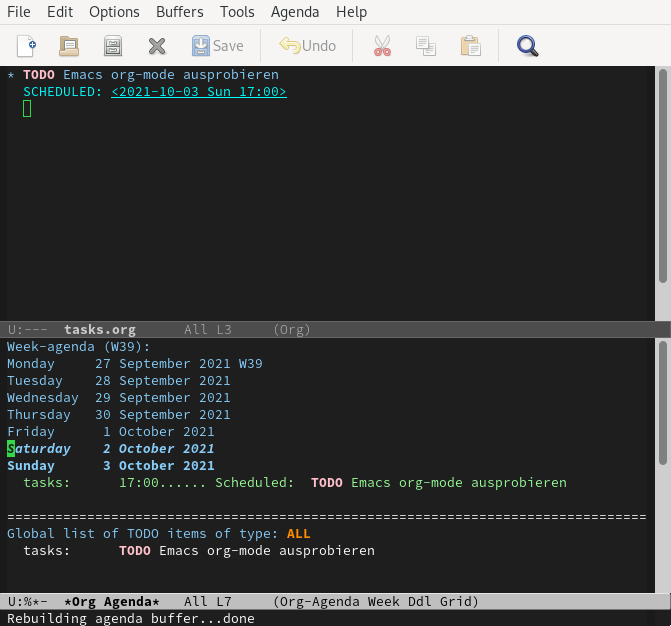 File Edit Options Buffers Tools Agenda Help
Save Undo
* TODO Emacs org-mode ausprobieren
SCHEDULED: <2021-10-03 Sun 17:00>
U:--- tasks.org All L3 (Org)
Week-agenda (W39):
Monday 27 September 2021 W39
Tuesday 28 September 2021
Wednesday 29 September 2021
Thursday 30 September 2021
Friday 1 October 2021
Saturday 2 October 2021
Sunday 3 October 2021
tasks: 17:00...... Scheduled: TODO Emacs org-mode ausprobieren
================================================================================
Global list of TODO items of type: ALL
tasks: TODO Emacs org-mode ausprobieren
U:%*- *Org Agenda* All L7 (Org-Agenda Week Ddl Grid)
Rebuilding agenda buffer...done